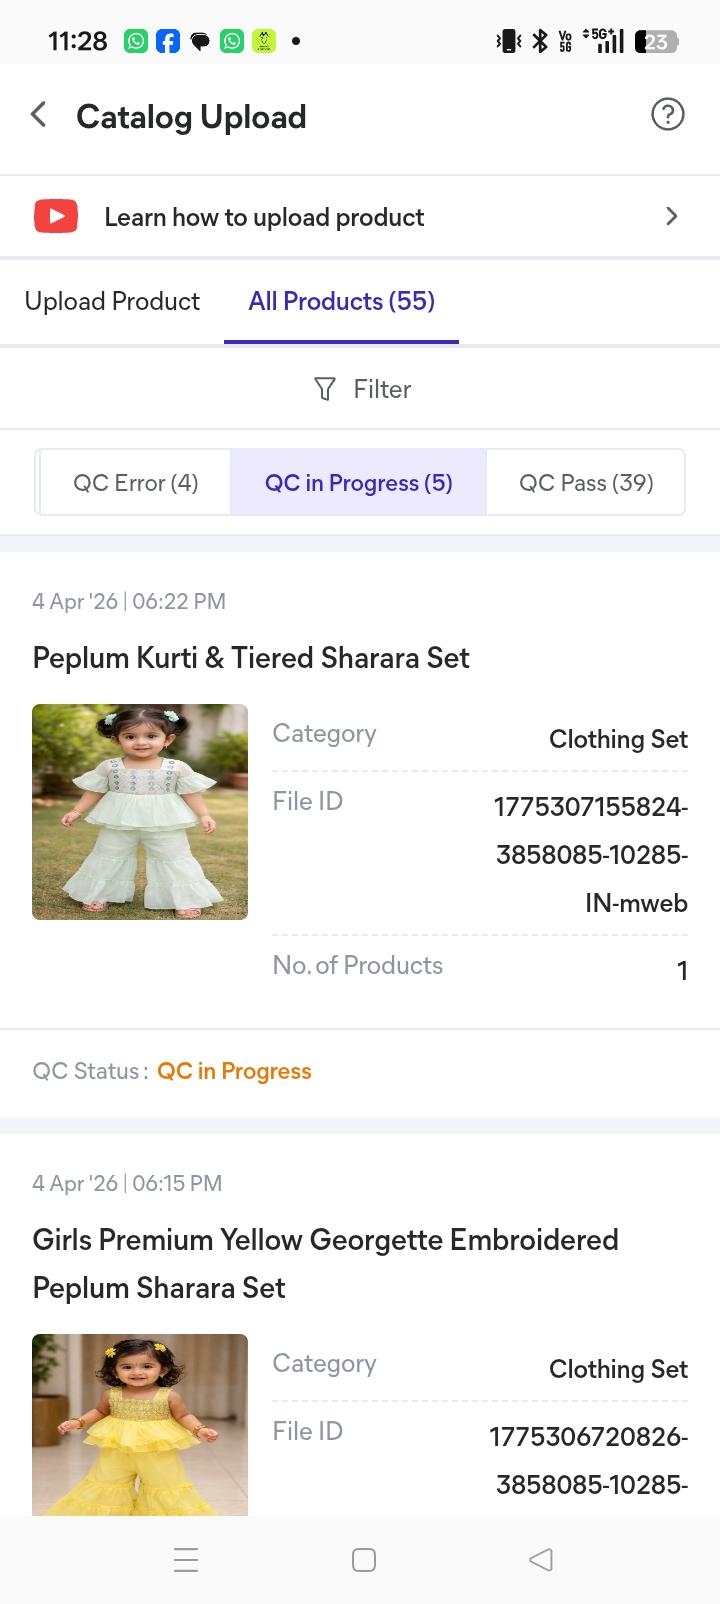 11:28
Vo 5G 5G+ 23
Catalog Upload
?
Learn how to upload product
Upload Product
All Products (55)
Filter
QC Error (4)
QC in Progress (5)
QC Pass (39)
4 Apr '26 | 06:22 PM
Peplum Kurti & Tiered Sharara Set
Category
Clothing Set
File ID
1775307155824-
3858085-10285-
IN-mweb
No. of Products
1
QC Status : QC in Progress
4 Apr '26 | 06:15 PM
Girls Premium Yellow Georgette Embroidered
Peplum Sharara Set
Category
Clothing Set
File ID
1775306720826-
3858085-10285-